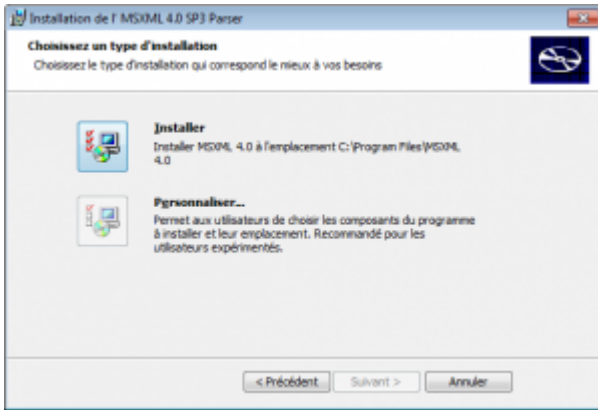 Installation de l' MSXML 4.0 SP3 Parser
Choisissez un type d'installation
Choisissez le type d'installation qui correspond le mieux à vos besoins
Installer
Installer MSXML 4.0 à l'emplacement C:\Program Files\MSXML
4.0
Personnaliser...
Permet aux utilisateurs de choisir les composants du programme
à installer et leur emplacement. Recommandé pour les
utilisateurs expérimentés.
< Précédent Suivant > Annuler